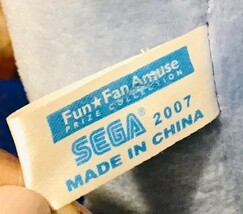 Fun★Fan Amuse
PRIZE COLLECTION
SEGA® 2007
MADE IN CHINA